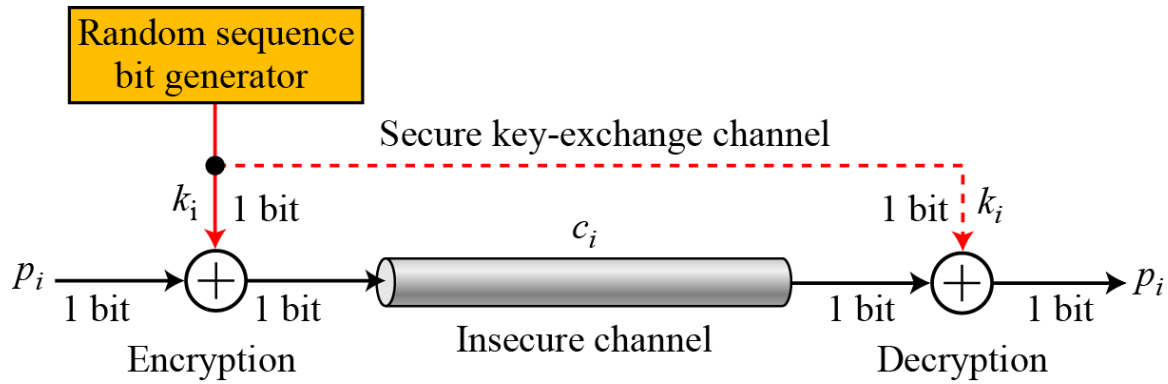 Random sequence
bit generator
Secure key-exchange channel
k_i 1 bit
1 bit k_i
c_i
p_i
p_i
1 bit
1 bit
1 bit
1 bit
Insecure channel
Encryption
Decryption